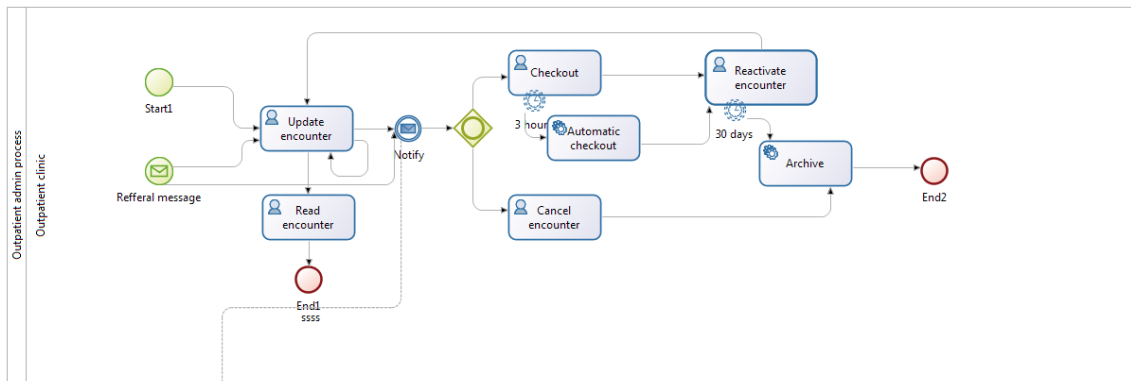 Outpatient admin process
Outpatient clinic
Start1
Refferal message
Update
encounter
Read
encounter
End1
ssss
Notify
Checkout
3 hour
Automatic
checkout
Cancel
encounter
Reactivate
encounter
30 days
Archive
End2